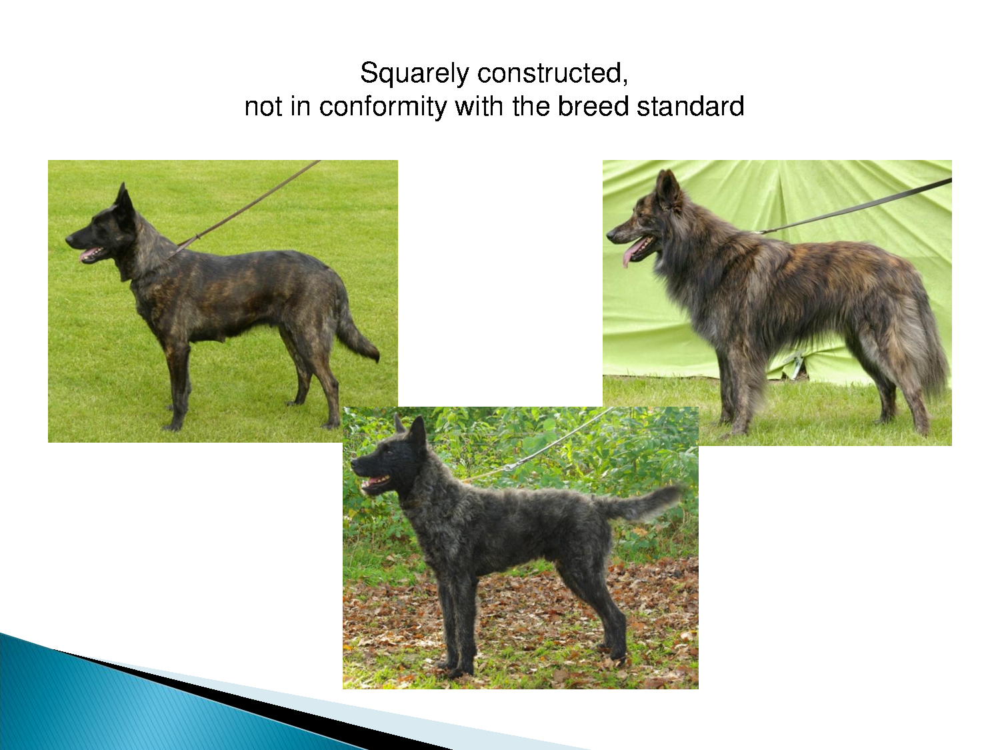 Squarely constructed,
not in conformity with the breed standard